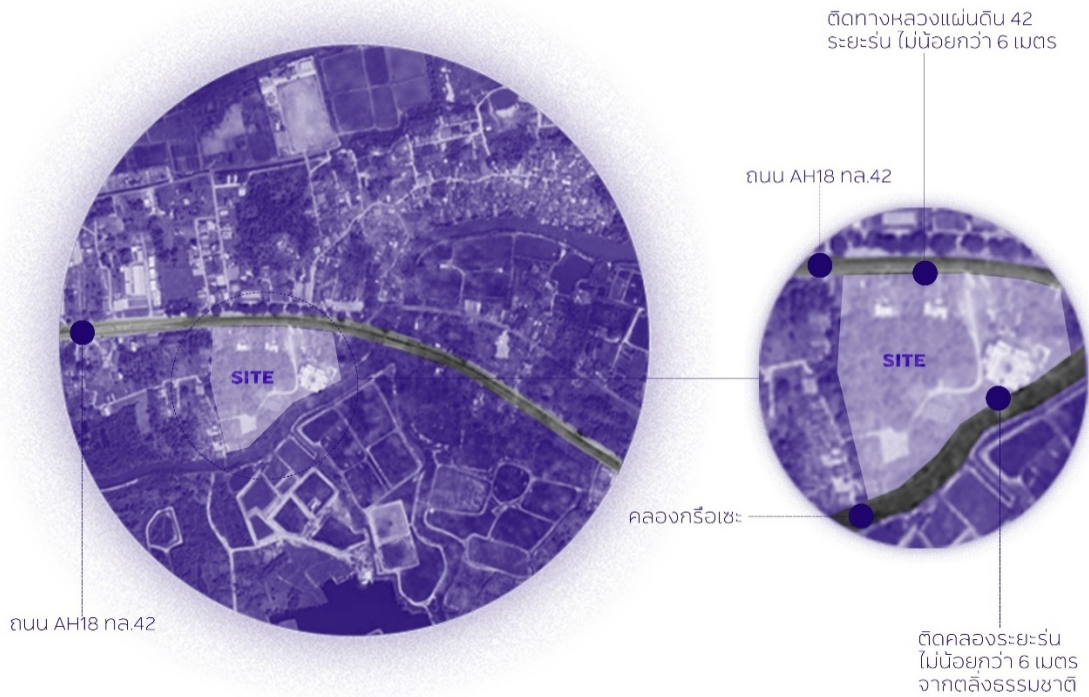 ติดทางหลวงแผ่นดิน 42
ระยะร่น ไม่น้อยกว่า 6 เมตร
ถนน AH18 ทล.42
SITE
SITE
คลองกรือเซะ
ถนน AH18 ทล.42
ติดคลองระยะร่น
ไม่น้อยกว่า 6 เมตร
จากตลิ่งธรรมชาติ